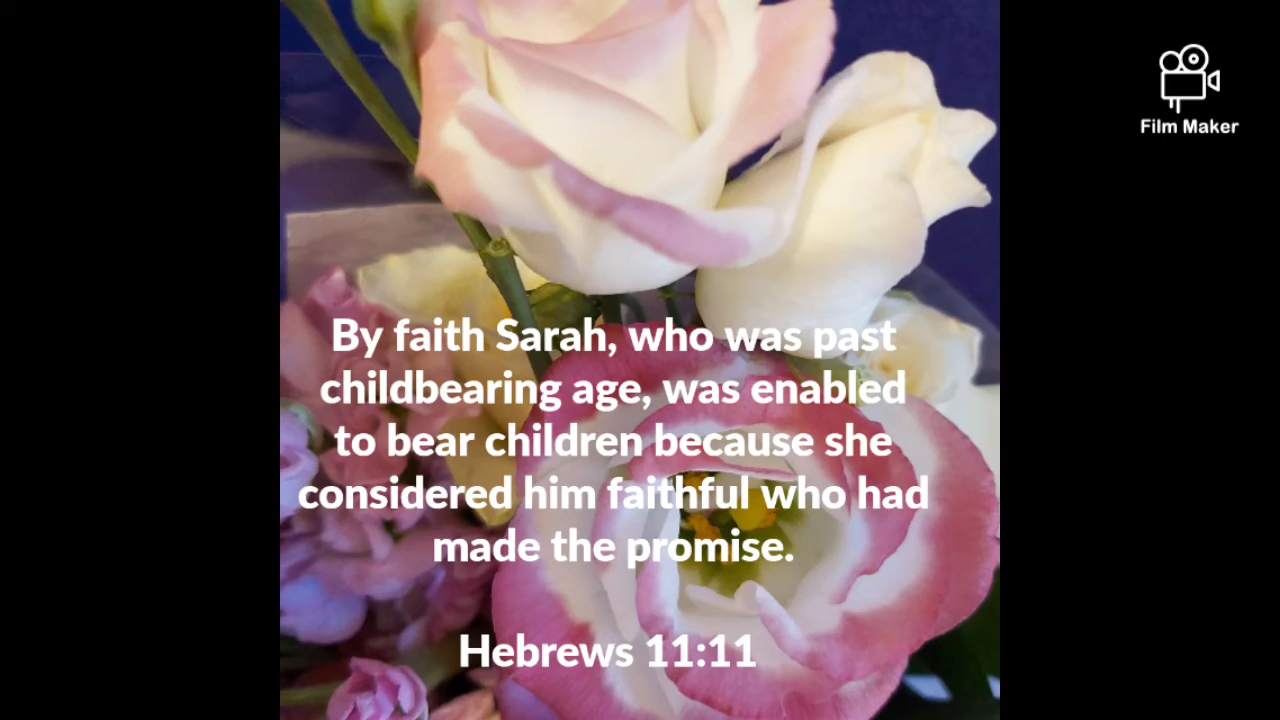 Film Maker
By faith Sarah, who was past
childbearing age, was enabled
to bear children because she
considered him faithful who had
made the promise.
Hebrews 11:11